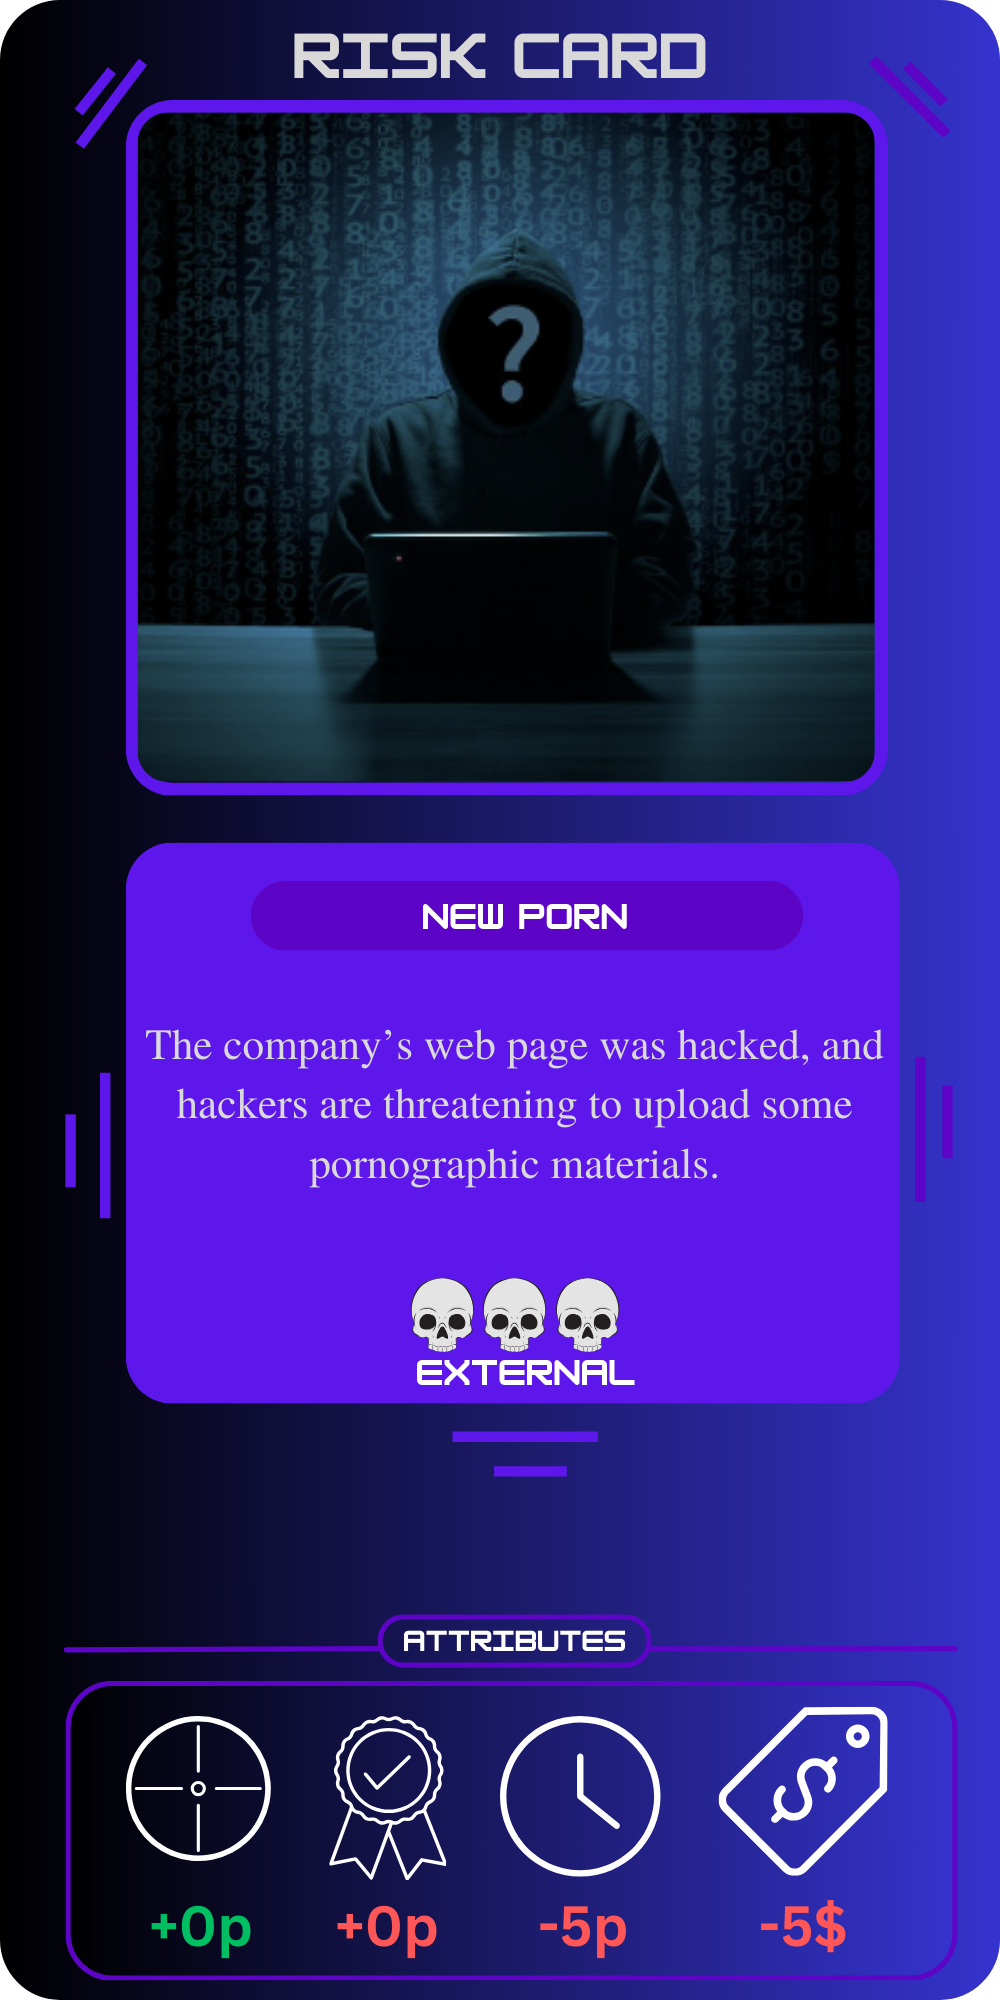 RISK CARD
?
NEW PORN
The company’s web page was hacked, and
hackers are threatening to upload some
pornographic materials.
EXTERNAL
ATTRIBUTES
$
+0p +0p -5p -5$